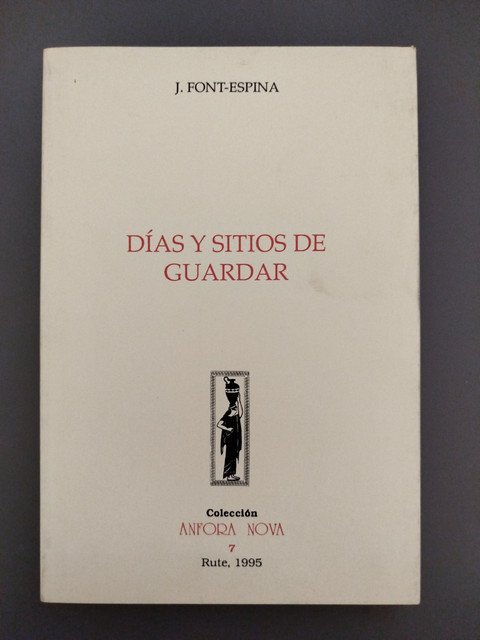 J. FONT-ESPINA
DÍAS Y SITIOS DE
GUARDAR
Colección
ANFORA NOVA
7
Rute, 1995